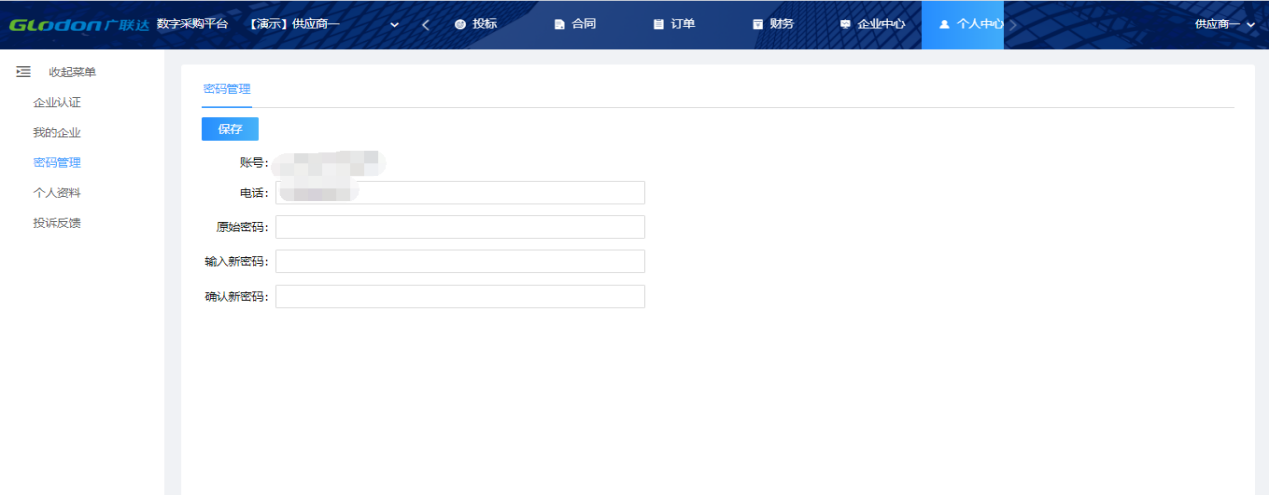 GLodon广联达 数字采购平台 【演示】供应商一 投标 合同 订单 财务 企业中心 个人中心 供应商一
收起菜单
企业认证
我的企业
密码管理
个人资料
投诉反馈
密码管理
保存
账号：
电话：
原始密码：
输入新密码：
确认新密码：